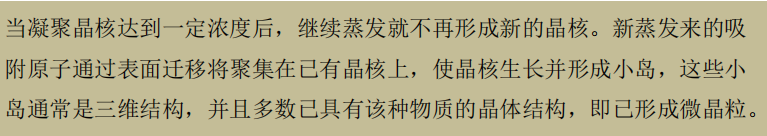 当凝聚晶核达到一定浓度后，继续蒸发就不再形成新的晶核。新蒸发来的吸
附原子通过表面迁移将聚集在已有晶核上，使晶核生长并形成小岛，这些小
岛通常是三维结构，并且多数已具有该种物质的晶体结构，即已形成微晶粒。